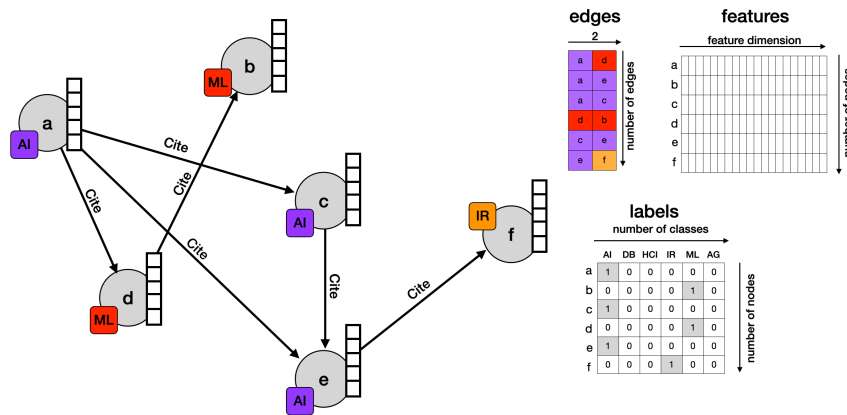 b
ML
a
AI
Cite
Cite
Cite
c
AI
Cite
d
ML
Cite
e
AI
Cite
IR
f
edges
2
number of edges
a d
a e
a c
d b
c e
e f
features
feature dimension
number of nodes
a
b
c
d
e
f
labels
number of classes
number of nodes
AI DB HCI IR ML AG
a 1 0 0 0 0 0
b 0 0 0 0 1 0
c 1 0 0 0 0 0
d 0 0 0 0 1 0
e 1 0 0 0 0 0
f 0 0 0 1 0 0